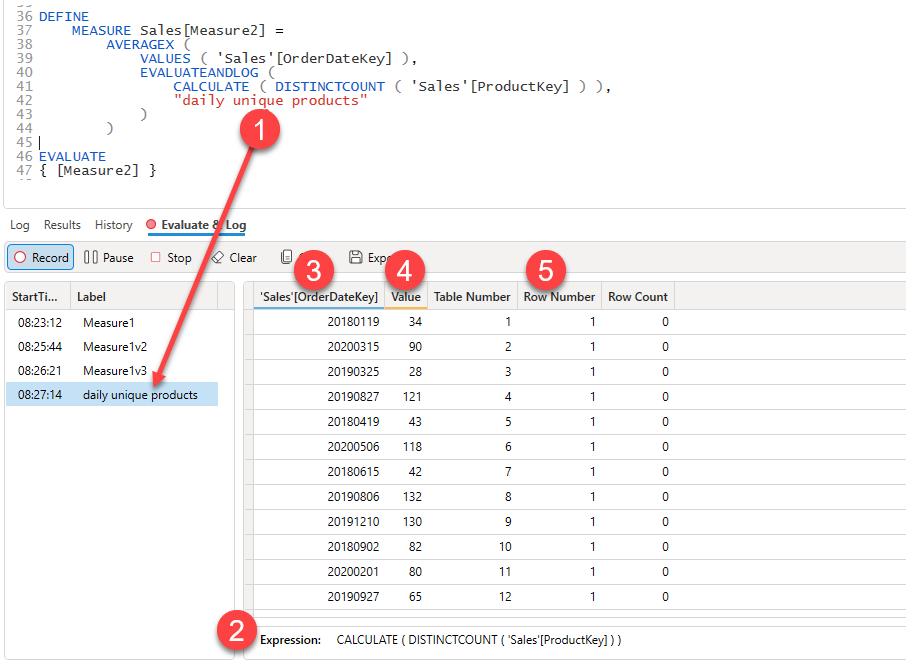 36 DEFINE
37 MEASURE Sales[Measure2] =
38 AVERAGEX (
39 VALUES ( 'Sales'[OrderDateKey] ),
40 EVALUATEANDLOG (
41 CALCULATE ( DISTINCTCOUNT ( 'Sales'[ProductKey] ) ),
42 "daily unique products"
43 )
44 )
45
46 EVALUATE
47 { [Measure2] }
1
Log Results History Evaluate & Log
Record Pause Stop Clear
3 4 5
StartTi... Label
08:23:12 Measure1
08:25:44 Measure1v2
08:26:21 Measure1v3
08:27:14 daily unique products
'Sales'[OrderDateKey] Value Table Number Row Number Row Count
20180119 34 1 1 0
20200315 90 2 1 0
20190325 28 3 1 0
20190827 121 4 1 0
20180419 43 5 1 0
20200506 118 6 1 0
20180615 42 7 1 0
20190806 132 8 1 0
20191210 130 9 1 0
20180902 82 10 1 0
20200201 80 11 1 0
20190927 65 12 1 0
2
Expression: CALCULATE ( DISTINCTCOUNT ( 'Sales'[ProductKey] ) )